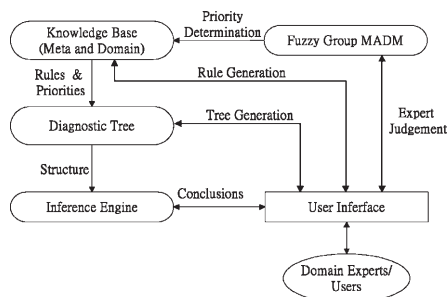 Priority
Determination
Knowledge Base
(Meta and Domain)
Fuzzy Group MADM
Rules &
Priorities
Rule Generation
Expert
Judgement
Diagnostic Tree
Tree Generation
Structure
Conclusions
Inference Engine
User Inferface
Domain Experts/
Users